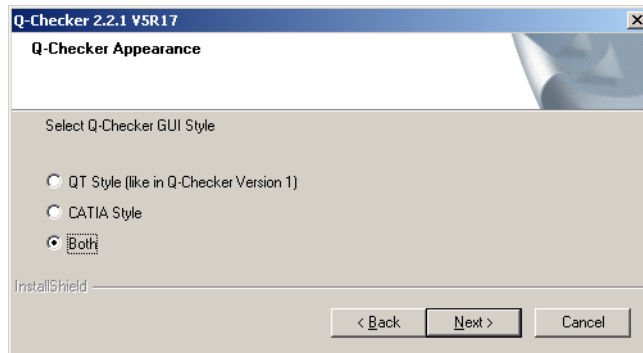 Q-Checker 2.2.1 V5R17
Q-Checker Appearance
Select Q-Checker GUI Style
QT Style (like in Q-Checker Version 1)
CATIA Style
Both
InstallShield
< Back
Next >
Cancel